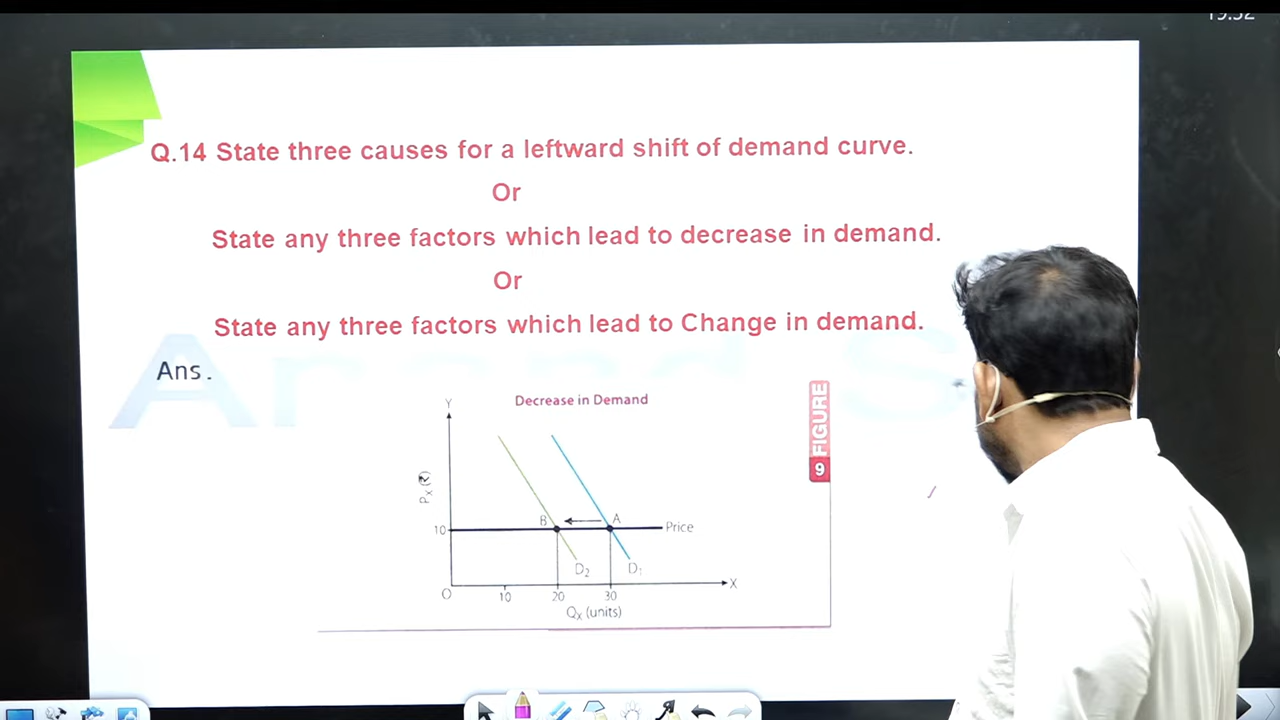 19:52
Q.14 State three causes for a leftward shift of demand curve.
Or
State any three factors which lead to decrease in demand.
Or
State any three factors which lead to Change in demand.
Ans.
Decrease in Demand
FIGURE
9
Y
Pₓ (₹)
B
A
10
Price
D₂
D₁
O
10
20
30
X
Qₓ (units)